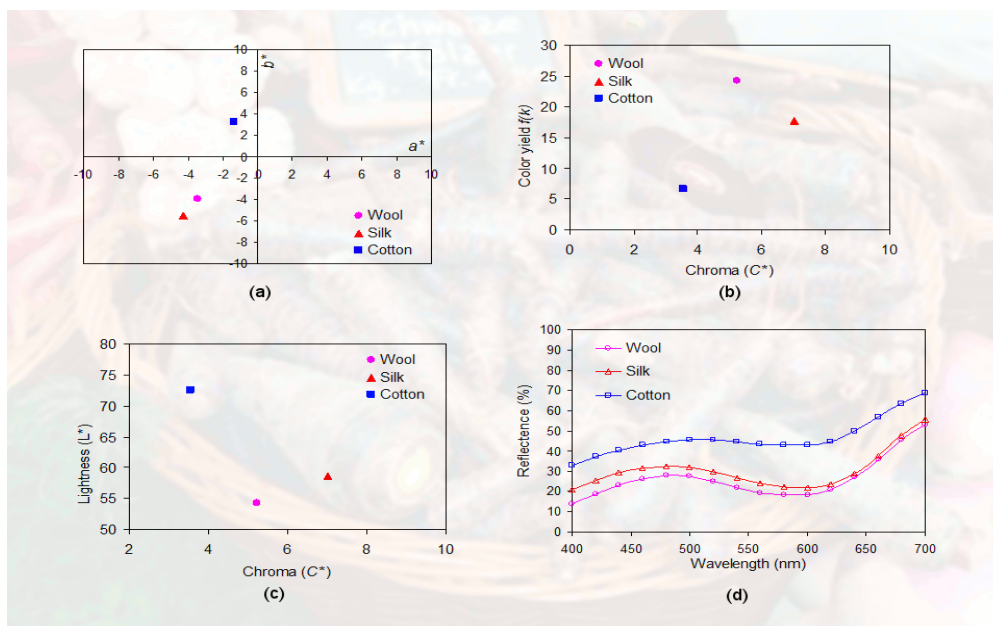 schwarze
10
8
6
4
2
0
-2
-4
-6
-8
-10
b*
a*
-10 -8 -6 -4 -2 -0 2 4 6 8 10
Wool
Silk
Cotton
(a)
30
25
20
15
10
5
0
Color yield f(k)
Wool
Silk
Cotton
0 2 4 6 8 10
Chroma (C*)
(b)
80
75
70
65
60
55
50
Lightness (L*)
Wool
Silk
Cotton
2 4 6 8 10
Chroma (C*)
(c)
100
90
80
70
60
50
40
30
20
10
0
Reflectence (%)
Wool
Silk
Cotton
400 450 500 550 600 650 700
Wavelength (nm)
(d)